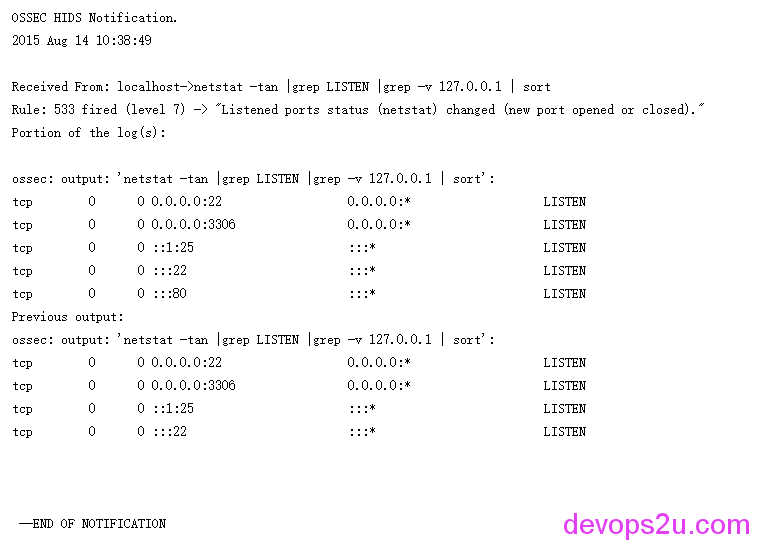 OSSEC HIDS Notification.
2015 Aug 14 10:38:49
Received From: localhost->netstat -tan |grep LISTEN |grep -v 127.0.0.1 | sort
Rule: 533 fired (level 7) -> "Listened ports status (netstat) changed (new port opened or closed)."
Portion of the log(s):
ossec: output: 'netstat -tan |grep LISTEN |grep -v 127.0.0.1 | sort':
tcp 0 0 0.0.0.0:22 0.0.0.0:* LISTEN
tcp 0 0 0.0.0.0:3306 0.0.0.0:* LISTEN
tcp 0 0 ::1:25 :::* LISTEN
tcp 0 0 :::22 :::* LISTEN
tcp 0 0 :::80 :::* LISTEN
Previous output:
ossec: output: 'netstat -tan |grep LISTEN |grep -v 127.0.0.1 | sort':
tcp 0 0 0.0.0.0:22 0.0.0.0:* LISTEN
tcp 0 0 0.0.0.0:3306 0.0.0.0:* LISTEN
tcp 0 0 ::1:25 :::* LISTEN
tcp 0 0 :::22 :::* LISTEN
--END OF NOTIFICATION
devops2u.com